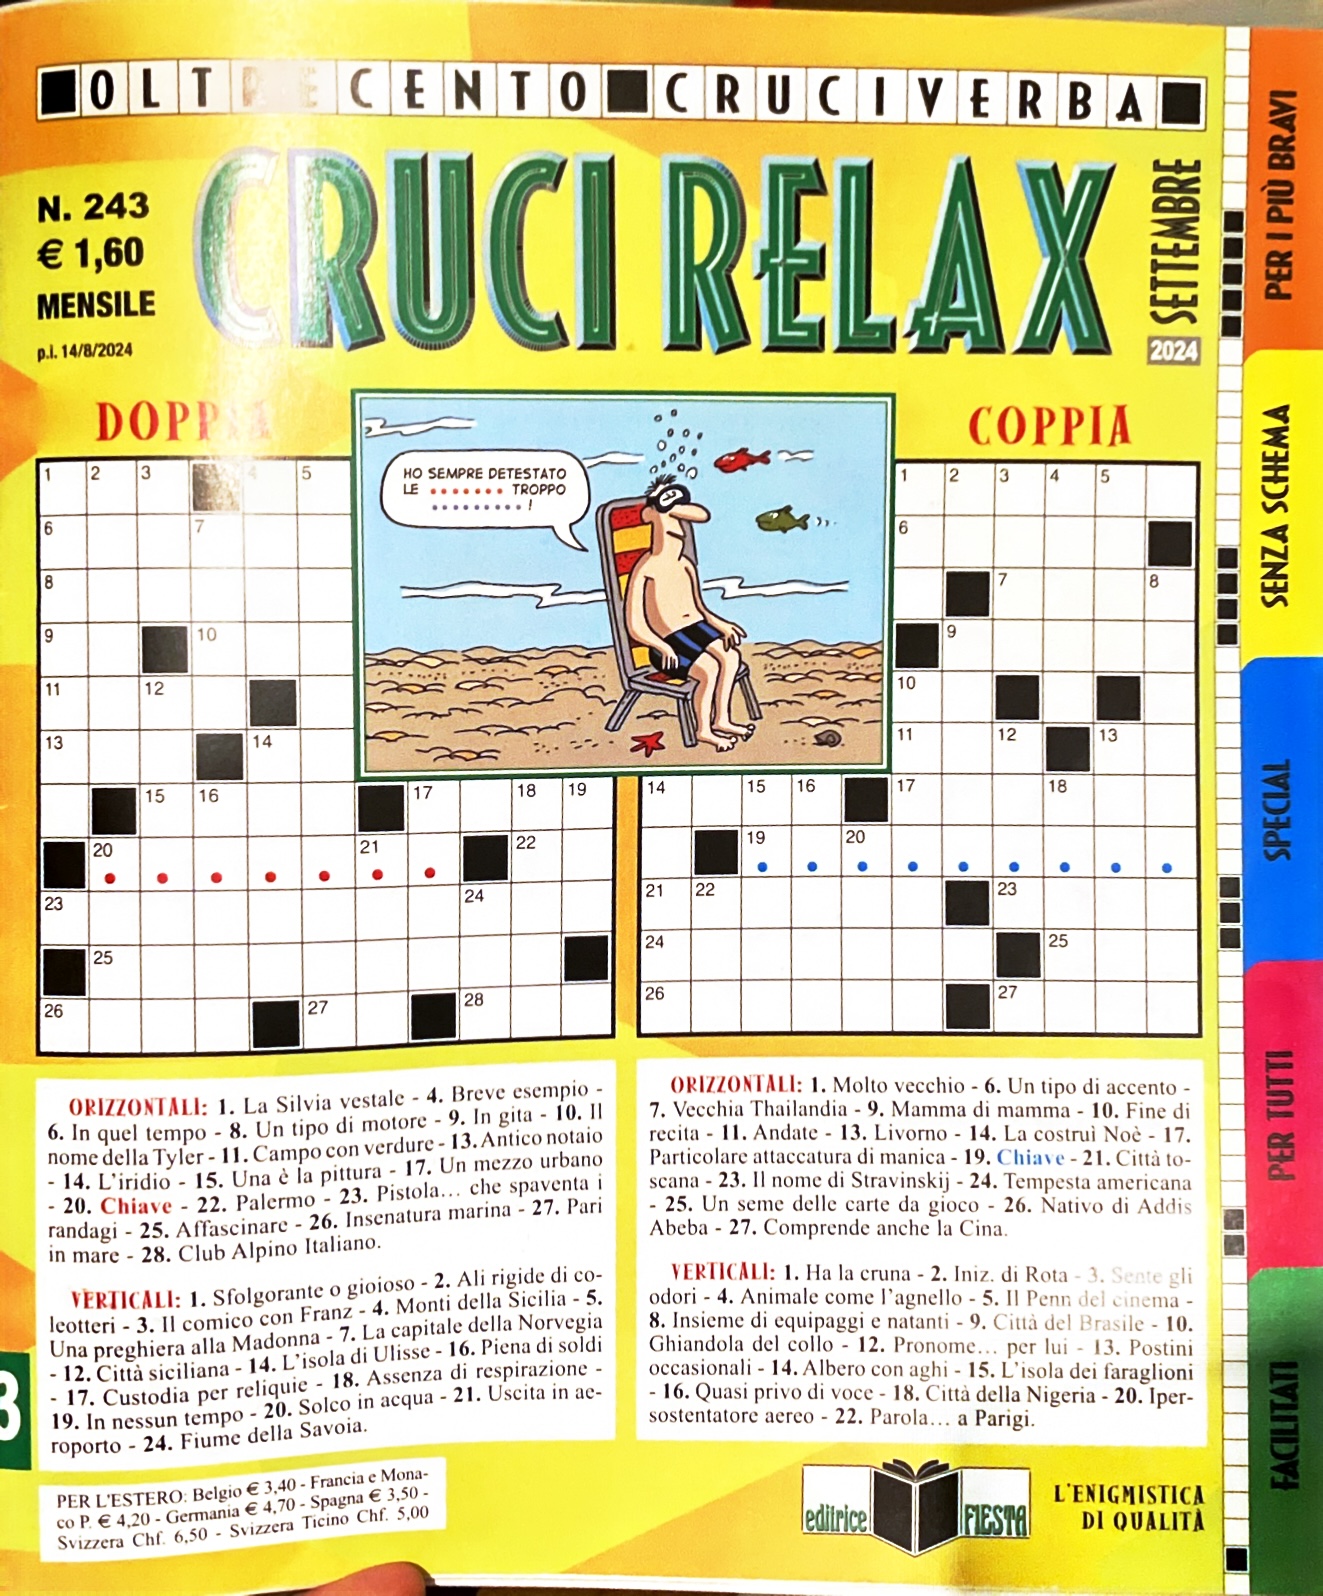 OLTRECENTO CRUCIVERBA
CRUCI RELAX
N. 243
€ 1,60
MENSILE
p.i. 14/8/2024
SETTEMBRE
2024
PER I PIÙ BRAVI
SENZA SCHEMA
SPECIAL
PER TUTTI
FACILITATI
DOPPIA
COPPIA
HO SEMPRE DETESTATO
LE ....... TROPPO
.........!
1 2 3 4 5
6 7
8
9 10
11 12
13 14
15 16 17 18 19
20 21 22
23 24
25
26 27 28
1 2 3 4 5
6
7 8
9
10
11 12 13
14 15 16 17 18
19 20
21 22 23
24 25
26 27
ORIZZONTALI: 1. La Silvia vestale - 4. Breve esempio -
6. In quel tempo - 8. Un tipo di motore - 9. In gita - 10. Il
nome della Tyler - 11. Campo con verdure - 13. Antico notaio
- 14. L'iridio - 15. Una è la pittura - 17. Un mezzo urbano
- 20. Chiave - 22. Palermo - 23. Pistola... che spaventa i
randagi - 25. Affascinare - 26. Insenatura marina - 27. Pari
in mare - 28. Club Alpino Italiano.
VERTICALI: 1. Sfolgorante o gioioso - 2. Ali rigide di co-
leotteri - 3. Il comico con Franz - 4. Monti della Sicilia - 5.
Una preghiera alla Madonna - 7. La capitale della Norvegia
- 12. Città siciliana - 14. L'isola di Ulisse - 16. Piena di soldi
- 17. Custodia per reliquie - 18. Assenza di respirazione -
19. In nessun tempo - 20. Solco in acqua - 21. Uscita in ae-
roporto - 24. Fiume della Savoia.
ORIZZONTALI: 1. Molto vecchio - 6. Un tipo di accento -
7. Vecchia Thailandia - 9. Mamma di mamma - 10. Fine di
recita - 11. Andate - 13. Livorno - 14. La costruì Noè - 17.
Particolare attaccatura di manica - 19. Chiave - 21. Città to-
scana - 23. Il nome di Stravinskij - 24. Tempesta americana
- 25. Un seme delle carte da gioco - 26. Nativo di Addis
Abeba - 27. Comprende anche la Cina.
VERTICALI: 1. Ha la cruna - 2. Iniz. di Rota - 3. Sente gli
odori - 4. Animale come l'agnello - 5. Il Penn del cinema -
8. Insieme di equipaggi e natanti - 9. Città del Brasile - 10.
Ghiandola del collo - 12. Pronome... per lui - 13. Postini
occasionali - 14. Albero con aghi - 15. L'isola dei faraglioni
- 16. Quasi privo di voce - 18. Città della Nigeria - 20. Iper-
sostentatore aereo - 22. Parola... a Parigi.
PER L'ESTERO: Belgio € 3,40 - Francia e Mona-
co P. € 4,20 - Germania € 4,70 - Spagna € 3,50 -
Svizzera Chf. 6,50 - Svizzera Ticino Chf. 5,00
editrice FIESTA
L'ENIGMISTICA
DI QUALITÀ
3